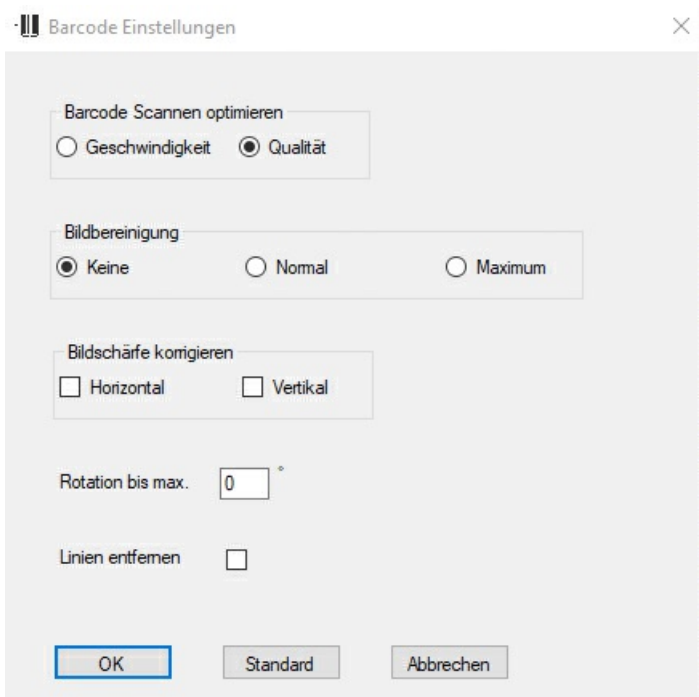 Barcode Einstellungen
Barcode Scannen optimieren
Geschwindigkeit Qualität
Bildbereinigung
Keine Normal Maximum
Bildschärfe korrigieren
Horizontal Vertikal
Rotation bis max. 0 °
Linien entfernen
OK Standard Abbrechen